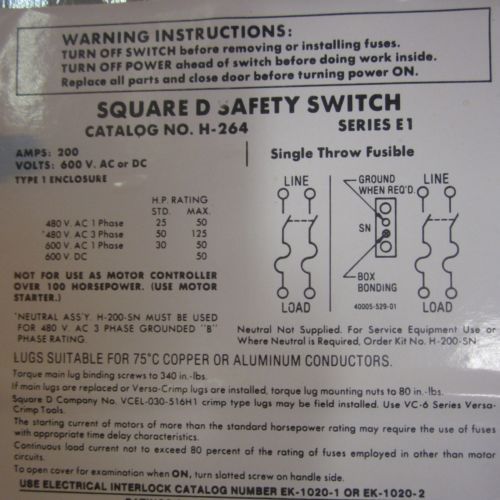 WARNING INSTRUCTIONS:
TURN OFF SWITCH before removing or installing fuses.
TURN OFF POWER ahead of switch before doing work inside.
Replace all parts and close door before turning power ON.
SQUARE D SAFETY SWITCH
CATALOG NO. H-264 SERIES E1
AMPS: 200
VOLTS: 600 V. AC or DC
TYPE 1 ENCLOSURE
H.P. RATING
STD. MAX.
480 V. AC 1 Phase 25 50
*480 V. AC 3 Phase 50 125
600 V. AC 1 Phase 30 50
600 V. DC 50
NOT FOR USE AS MOTOR CONTROLLER
OVER 100 HORSEPOWER. (USE MOTOR
STARTER.)
*NEUTRAL ASS'Y. H-200-SN MUST BE USED
FOR 480 V. AC 3 PHASE GROUNDED "B"
PHASE RATING.
Single Throw Fusible
LINE
GROUND
WHEN REQ'D.
LINE
SN
BOX
BONDING
LOAD
40005-529-01
LOAD
Neutral Not Supplied. For Service Equipment Use or
Where Neutral is Required, Order Kit No. H-200-SN
LUGS SUITABLE FOR 75°C COPPER OR ALUMINUM CONDUCTORS.
Torque main lug binding screws to 340 in.-lbs.
If main lugs are replaced or Versa-Crimp lugs are installed, torque lug mounting nuts to 80 in.-lbs.
Square D Company No. VCEL-030-516H1 crimp type lugs may be field installed. Use VC-6 Series Versa-
Crimp Tools.
The starting current of motors of more than the standard horsepower rating may require the use of fuses
with appropriate time delay characteristics.
Continuous load current not to exceed 80 percent of the rating of fuses employed in other than motor
circuits.
To open cover for examination when ON, turn slotted screw on handle side.
USE ELECTRICAL INTERLOCK CATALOG NUMBER EK-1020-1 OR EK-1020-2